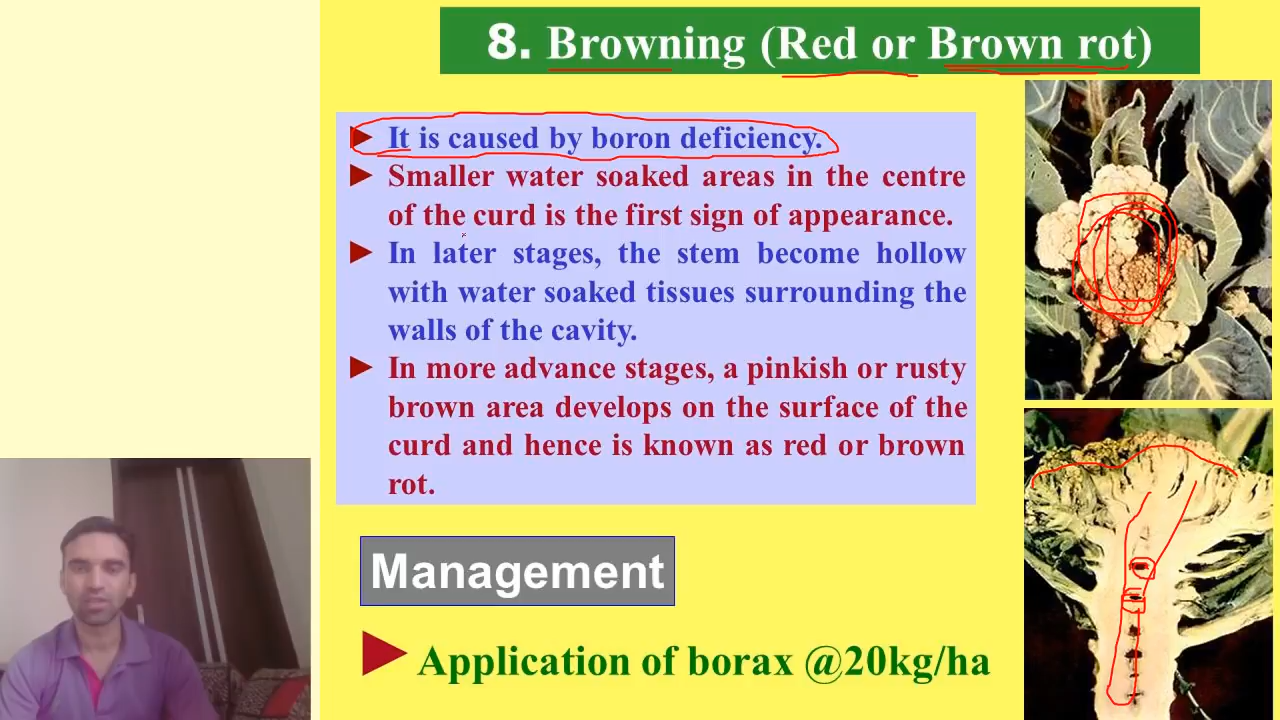 8. Browning (Red or Brown rot)
► It is caused by boron deficiency.
► Smaller water soaked areas in the centre
of the curd is the first sign of appearance.
► In later stages, the stem become hollow
with water soaked tissues surrounding the
walls of the cavity.
► In more advance stages, a pinkish or rusty
brown area develops on the surface of the
curd and hence is known as red or brown
rot.
Management
► Application of borax @20kg/ha